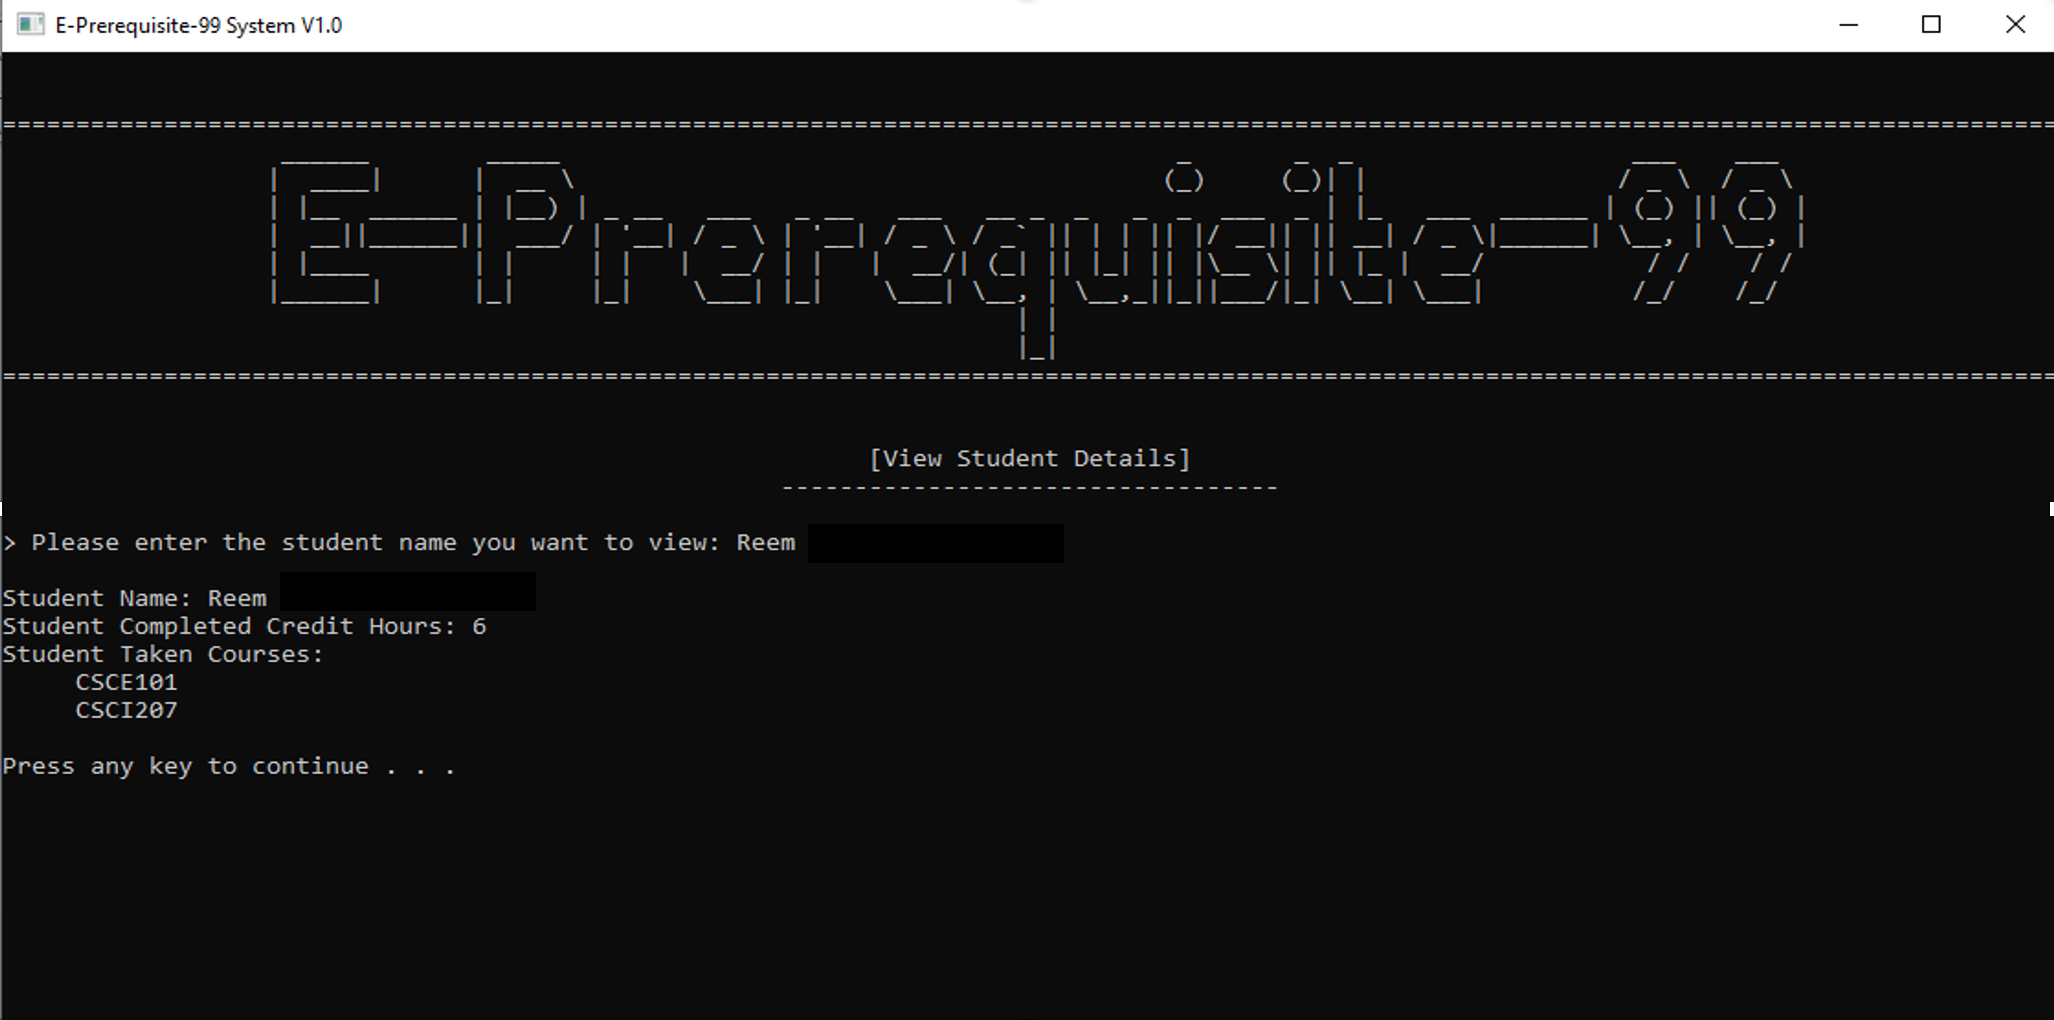 E-Prerequisite-99 System V1.0
E-Prerequisite-99
[View Student Details]
> Please enter the student name you want to view: Reem
Student Name: Reem
Student Completed Credit Hours: 6
Student Taken Courses:
CSCE101
CSCI207
Press any key to continue . . .